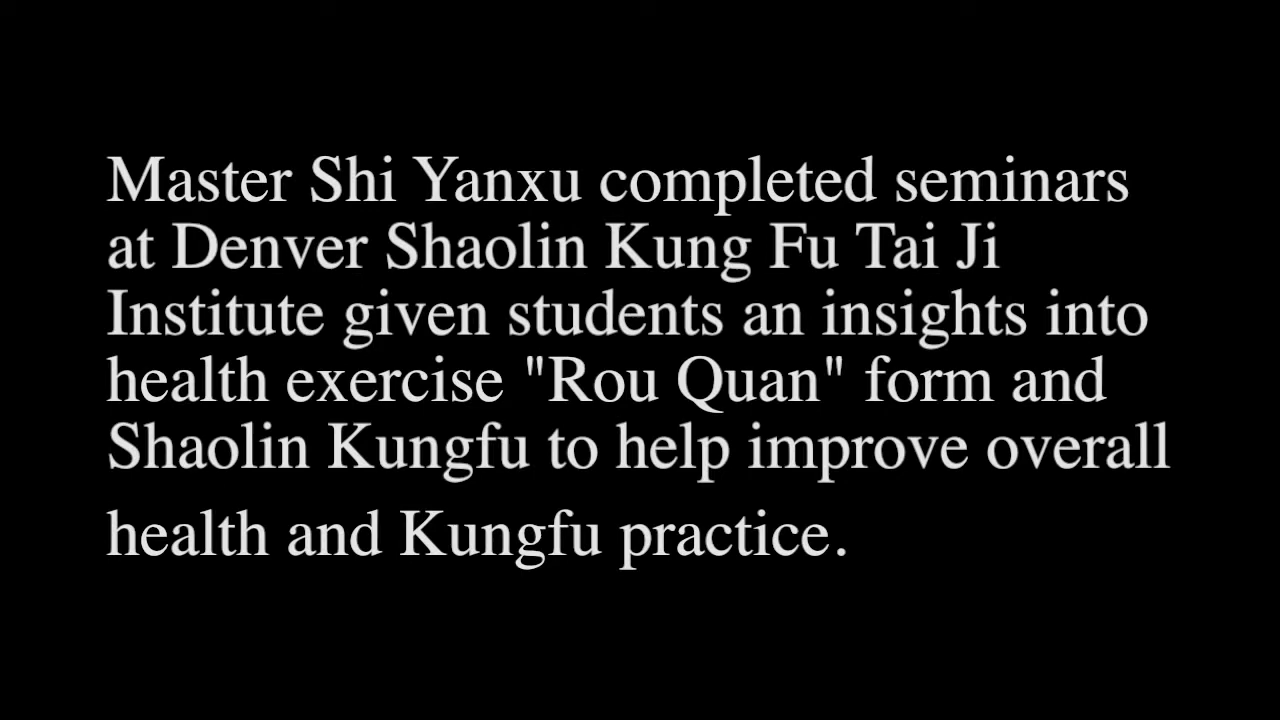 Master Shi Yanxu completed seminars
at Denver Shaolin Kung Fu Tai Ji
Institute given students an insights into
health exercise "Rou Quan" form and
Shaolin Kungfu to help improve overall
health and Kungfu practice.